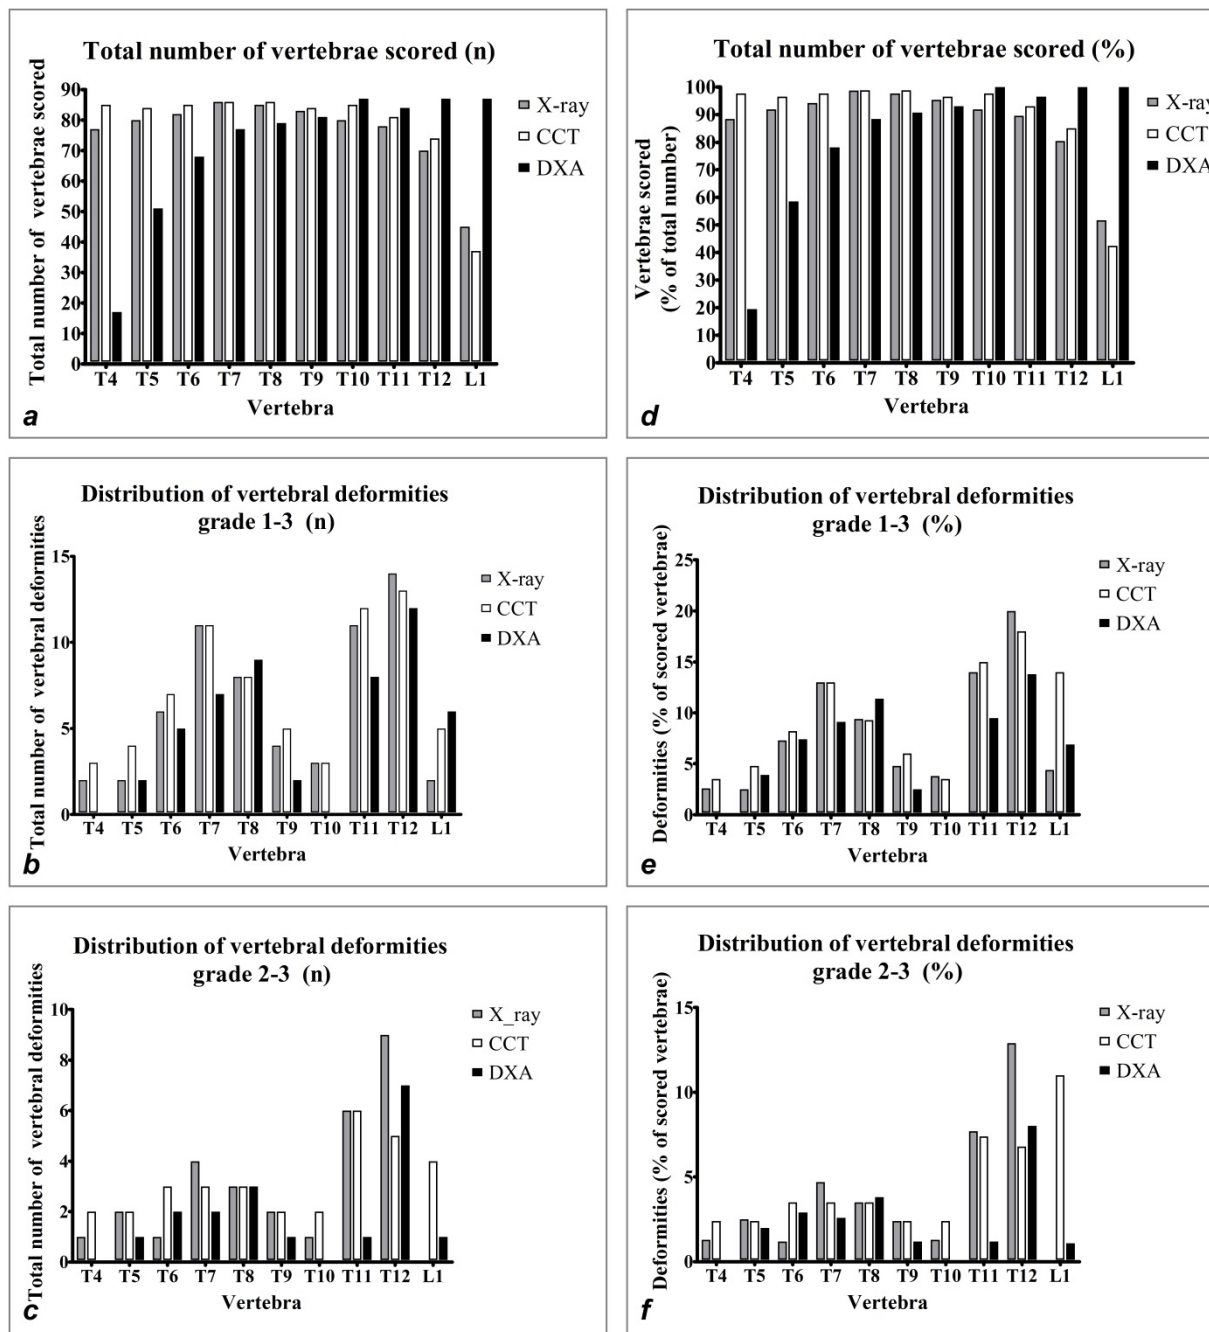 Total number of vertebrae scored (n)
Total number of vertebrae scored
90
80
70
60
50
40
30
20
10
0
X-ray
CCT
DXA
T4 T5 T6 T7 T8 T9 T10 T11 T12 L1
Vertebra
a
Total number of vertebrae scored (%)
Vertebrae scored
(% of total number)
100
90
80
70
60
50
40
30
20
10
0
X-ray
CCT
DXA
T4 T5 T6 T7 T8 T9 T10 T11 T12 L1
Vertebra
d
Distribution of vertebral deformities
grade 1-3 (n)
Total number of vertebral deformities
15
10
5
0
X-ray
CCT
DXA
T4 T5 T6 T7 T8 T9 T10 T11 T12 L1
Vertebra
b
Distribution of vertebral deformities
grade 1-3 (%)
Deformities (% of scored vertebrae)
25
20
15
10
5
0
X-ray
CCT
DXA
T4 T5 T6 T7 T8 T9 T10 T11 T12 L1
Vertebra
e
Distribution of vertebral deformities
grade 2-3 (n)
Total number of vertebral deformities
10
8
6
4
2
0
X_ray
CCT
DXA
T4 T5 T6 T7 T8 T9 T10 T11 T12 L1
Vertebra
c
Distribution of vertebral deformities
grade 2-3 (%)
Deformities (% of scored vertebrae)
15
10
5
0
X-ray
CCT
DXA
T4 T5 T6 T7 T8 T9 T10 T11 T12 L1
Vertebra
f